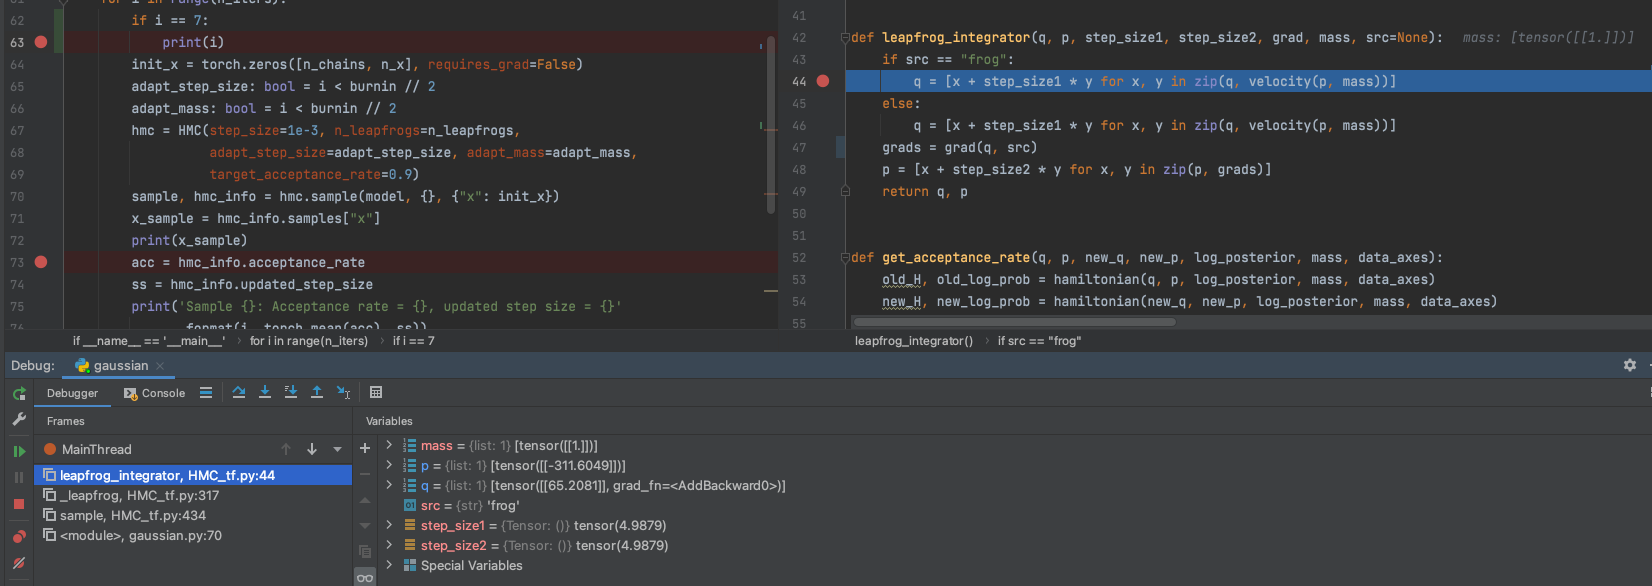 61 for i in range(n_iters):
62 if i == 7:
63 print(i)
64 init_x = torch.zeros([n_chains, n_x], requires_grad=False)
65 adapt_step_size: bool = i < burnin // 2
66 adapt_mass: bool = i < burnin // 2
67 hmc = HMC(step_size=1e-3, n_leapfrogs=n_leapfrogs,
68 adapt_step_size=adapt_step_size, adapt_mass=adapt_mass,
69 target_acceptance_rate=0.9)
70 sample, hmc_info = hmc.sample(model, {}, {"x": init_x})
71 x_sample = hmc_info.samples["x"]
72 print(x_sample)
73 acc = hmc_info.acceptance_rate
74 ss = hmc_info.updated_step_size
75 print('Sample {}: Acceptance rate = {}, updated step size = {}'
76 .format(i, torch.mean(acc), ss))
if __name__ == '__main__' › for i in range(n_iters) › if i == 7
41
42 def leapfrog_integrator(q, p, step_size1, step_size2, grad, mass, src=None): mass: [tensor([[1.]])]
43 if src == "frog":
44 q = [x + step_size1 * y for x, y in zip(q, velocity(p, mass))]
45 else:
46 q = [x + step_size1 * y for x, y in zip(q, velocity(p, mass))]
47 grads = grad(q, src)
48 p = [x + step_size2 * y for x, y in zip(p, grads)]
49 return q, p
50
51
52 def get_acceptance_rate(q, p, new_q, new_p, log_posterior, mass, data_axes):
53 old_H, old_log_prob = hamiltonian(q, p, log_posterior, mass, data_axes)
54 new_H, new_log_prob = hamiltonian(new_q, new_p, log_posterior, mass, data_axes)
55
leapfrog_integrator() › if src == "frog"
Debug: gaussian
Debugger Console
Frames
MainThread
leapfrog_integrator, HMC_tf.py:44
_leapfrog, HMC_tf.py:317
sample, HMC_tf.py:434
<module>, gaussian.py:70
Variables
mass = {list: 1} [tensor([[1.]])]
p = {list: 1} [tensor([[-311.6049]])]
q = {list: 1} [tensor([[65.2081]], grad_fn=<AddBackward0>)]
src = {str} 'frog'
step_size1 = {Tensor: ()} tensor(4.9879)
step_size2 = {Tensor: ()} tensor(4.9879)
Special Variables